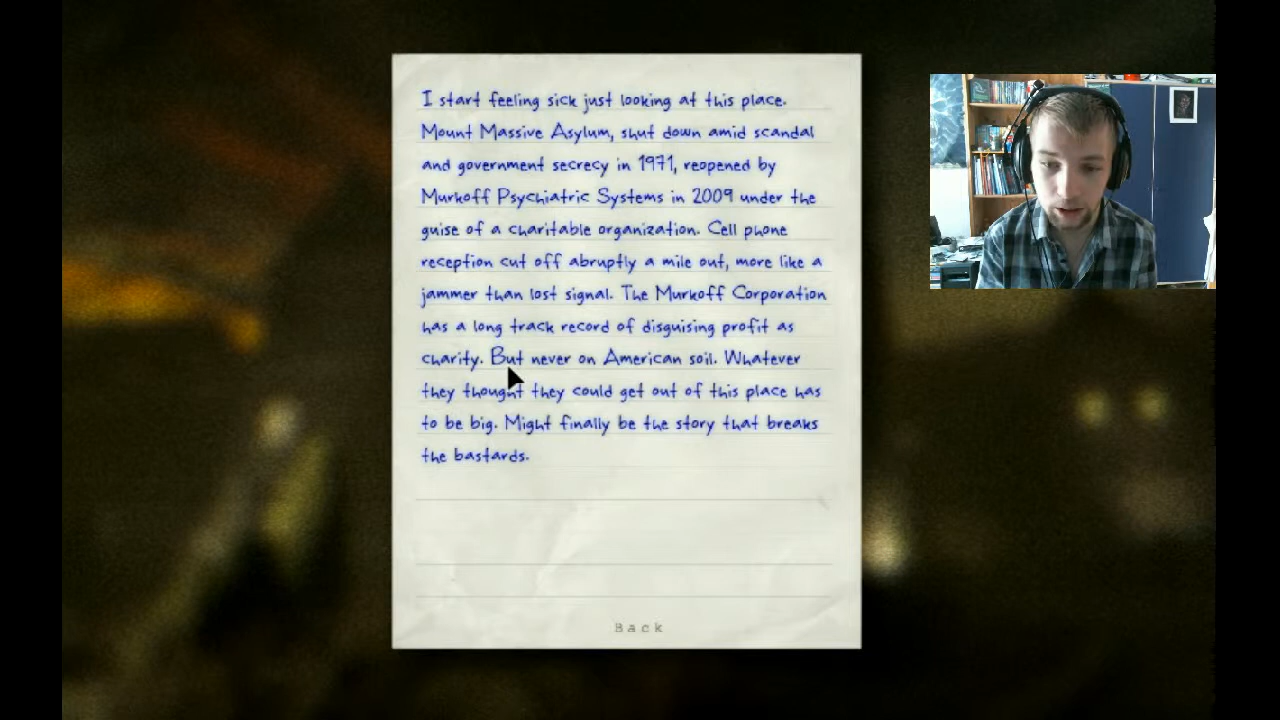 I start feeling sick just looking at this place.
Mount Massive Asylum, shut down amid scandal
and government secrecy in 1971, reopened by
Murkoff Psychiatric Systems in 2009 under the
guise of a charitable organization. Cell phone
reception cut off abruptly a mile out, more like a
jammer than lost signal. The Murkoff Corporation
has a long track record of disguising profit as
charity. But never on American soil. Whatever
they thought they could get out of this place has
to be big. Might finally be the story that breaks
the bastards.
Back